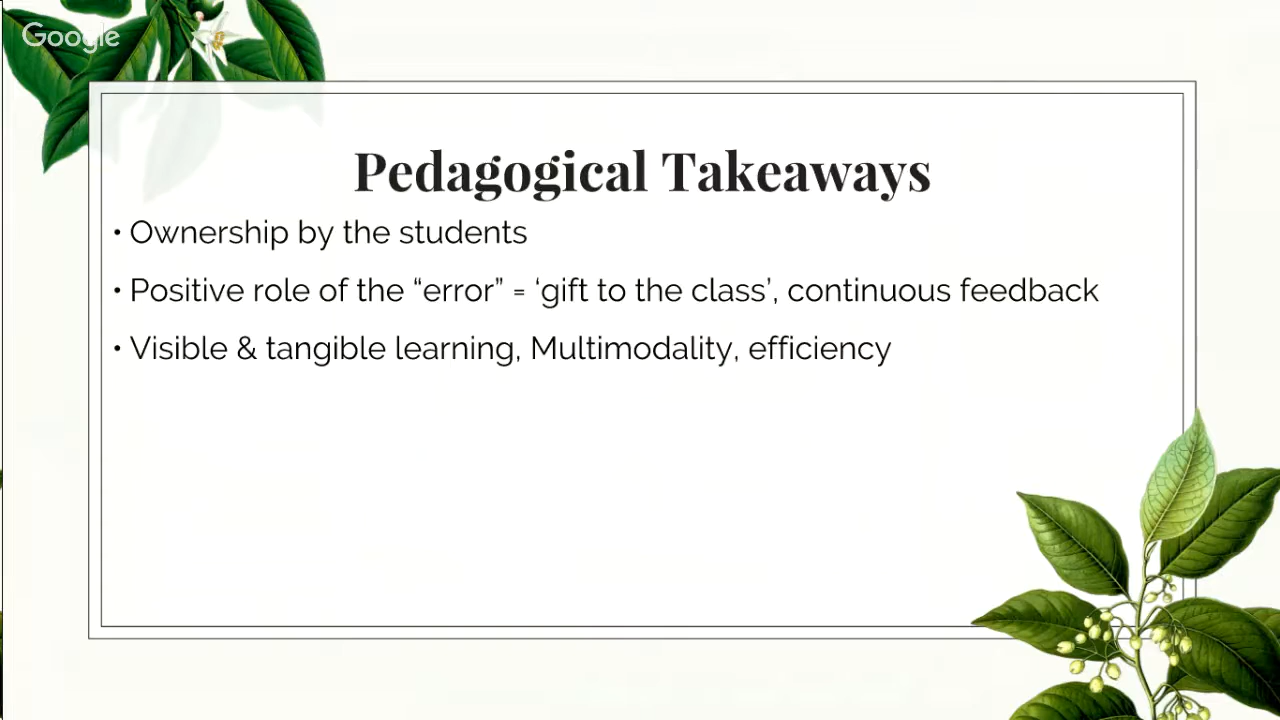 Google
Pedagogical Takeaways
• Ownership by the students
• Positive role of the “error” = ‘gift to the class’, continuous feedback
• Visible & tangible learning, Multimodality, efficiency